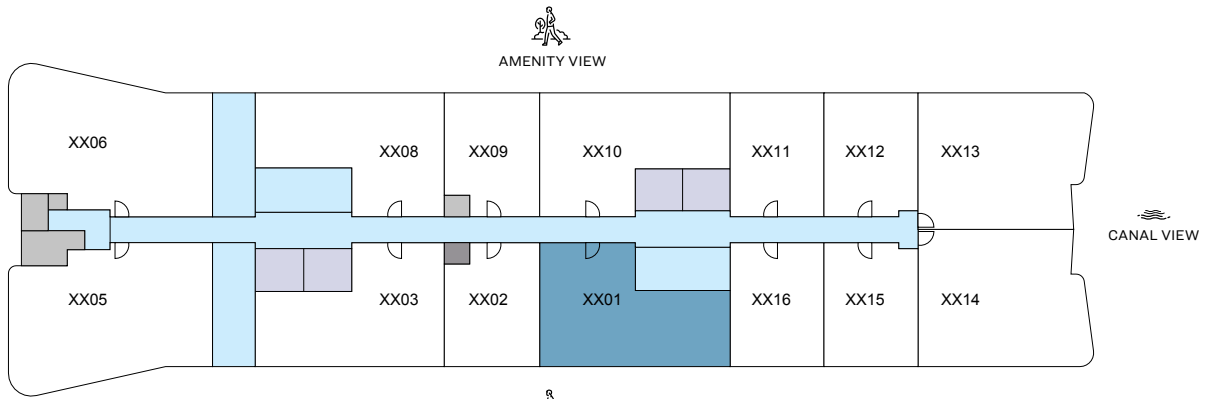 AMENITY VIEW
XX06
XX08
XX09
XX10
XX11
XX12
XX13
CANAL VIEW
XX05
XX03
XX02
XX01
XX16
XX15
XX14